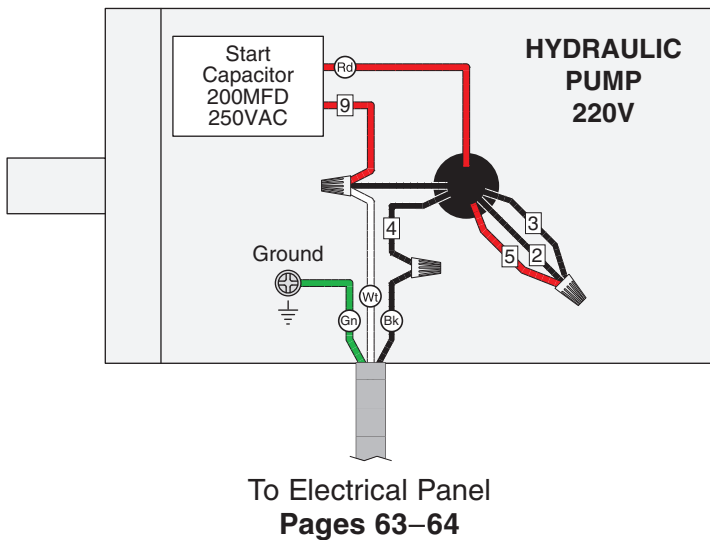 Start
Capacitor
200MFD
250VAC
Rd
HYDRAULIC
PUMP
220V
9
4
3
2
5
Ground
Wt
Gn
Bk
To Electrical Panel
Pages 63–64